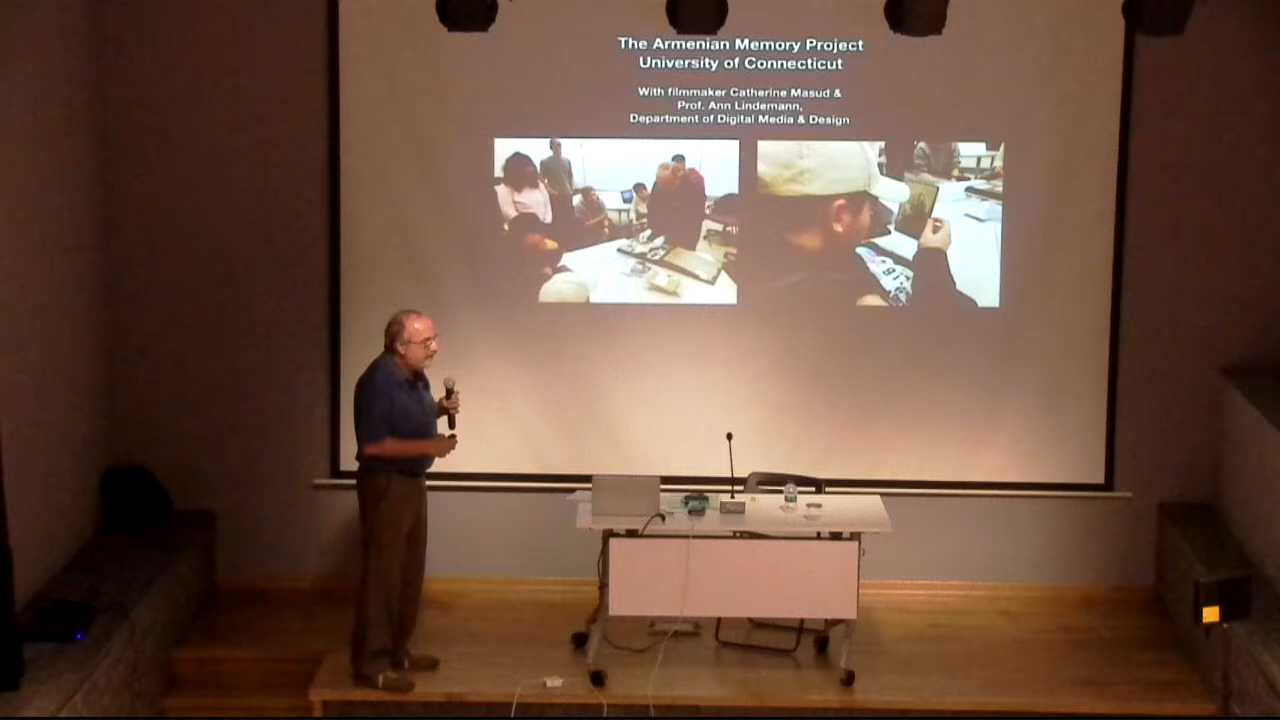 The Armenian Memory Project
University of Connecticut
With filmmaker Catherine Masud &
Prof. Ann Lindemann,
Department of Digital Media & Design